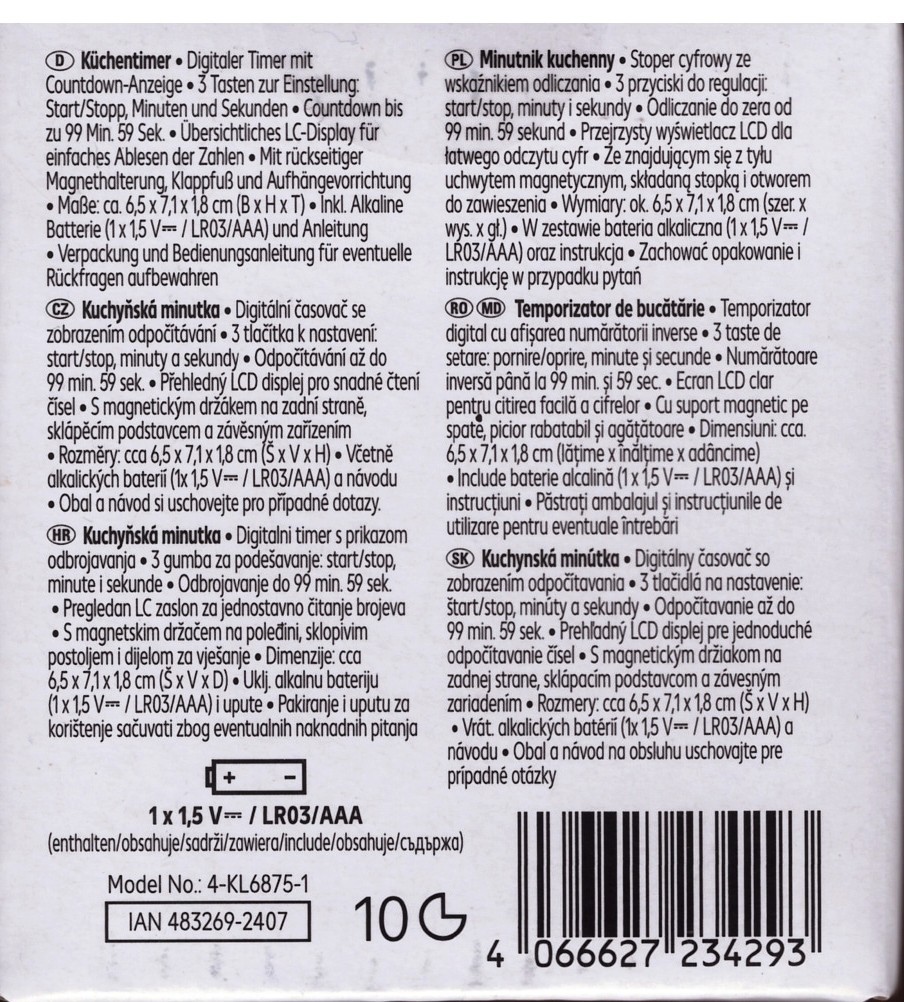 D Küchentimer • Digitaler Timer mit
Countdown-Anzeige • 3 Tasten zur Einstellung:
Start/Stopp, Minuten und Sekunden • Countdown bis
zu 99 Min. 59 Sek. • Übersichtliches LC-Display für
einfaches Ablesen der Zahlen • Mit rückseitiger
Magnethalterung, Klappfuß und Aufhängevorrichtung
• Maße: ca. 6,5 x 7,1 x 1,8 cm (B x H x T) • Inkl. Alkaline
Batterie (1 x 1,5 V⎓ / LR03/AAA) und Anleitung
• Verpackung und Bedienungsanleitung für eventuelle
Rückfragen aufbewahren
CZ Kuchyňská minutka • Digitální časovač se
zobrazením odpočítávání • 3 tlačítka k nastavení:
start/stop, minuty a sekundy • Odpočítávání až do
99 min. 59 sek. • Přehledný LCD displej pro snadné čtení
čísel • S magnetickým držákem na zadní straně,
sklápěcím podstavcem a závěsným zařízením
• Rozměry: cca 6,5 x 7,1 x 1,8 cm (Š x V x H) • Včetně
alkalických baterií (1x 1,5 V⎓ / LR03/AAA) a návodu
• Obal a návod si uschovejte pro případné dotazy.
HR Kuchyňská minutka • Digitalni timer s prikazom
odbrojavanja • 3 gumba za podešavanje: start/stop,
minute i sekunde • Odbrojavanje do 99 min. 59 sek.
• Pregledan LC zaslon za jednostavno čitanje brojeva
• S magnetskim držačem na poleđini, sklopivim
postoljem i dijelom za vješanje • Dimenzije: cca
6,5 x 7,1 x 1,8 cm (Š x V x D) • Uklj. alkalnu bateriju
(1 x 1,5 V⎓ / LR03/AAA) i upute • Pakiranje i uputu za
korištenje sačuvati zbog eventualnih naknadnih pitanja
+ −
1 x 1,5 V⎓ / LR03/AAA
(enthalten/obsahuje/sadrži/zawiera/include/obsahuje/съдържа)
Model No.: 4-KL6875-1
IAN 483269-2407
10
PL Minutnik kuchenny • Stoper cyfrowy ze
wskaźnikiem odliczania • 3 przyciski do regulacji:
start/stop, minuty i sekundy • Odliczanie do zera od
99 min. 59 sekund • Przejrzysty wyświetlacz LCD dla
łatwego odczytu cyfr • Ze znajdującym się z tyłu
uchwytem magnetycznym, składaną stopką i otworem
do zawieszenia • Wymiary: ok. 6,5 x 7,1 x 1,8 cm (szer. x
wys. x gł.) • W zestawie bateria alkaliczna (1 x 1,5 V⎓ /
LR03/AAA) oraz instrukcja • Zachować opakowanie i
instrukcję w przypadku pytań
RO MD Temporizator de bucătărie • Temporizator
digital cu afișarea numărătorii inverse • 3 taste de
setare: pornire/oprire, minute și secunde • Numărătoare
inversă până la 99 min. și 59 sec. • Ecran LCD clar
pentru citirea facilă a cifrelor • Cu suport magnetic pe
spate, picior rabatabil și agățătoare • Dimensiuni: cca.
6,5 x 7,1 x 1,8 cm (lățime x înălțime x adâncime)
• Include baterie alcalină (1 x 1,5 V⎓ / LR03/AAA) și
instrucțiuni • Păstrați ambalajul și instrucțiunile de
utilizare pentru eventuale întrebări
SK Kuchynská minútka • Digitálny časovač so
zobrazením odpočítavania • 3 tlačidlá na nastavenie:
štart/stop, minúty a sekundy • Odpočítavanie až do
99 min. 59 sek. • Prehľadný LCD displej pre jednoduché
odpočítavanie čísel • S magnetickým držiakom na
zadnej strane, sklápacím podstavcom a závesným
zariadením • Rozmery: cca 6,5 x 7,1 x 1,8 cm (Š x V x H)
• Vrát. alkalických batérií (1x 1,5 V⎓ / LR03/AAA) a
návodu • Obal a návod na obsluhu uschovajte pre
prípadné otázky
4 066627 234293